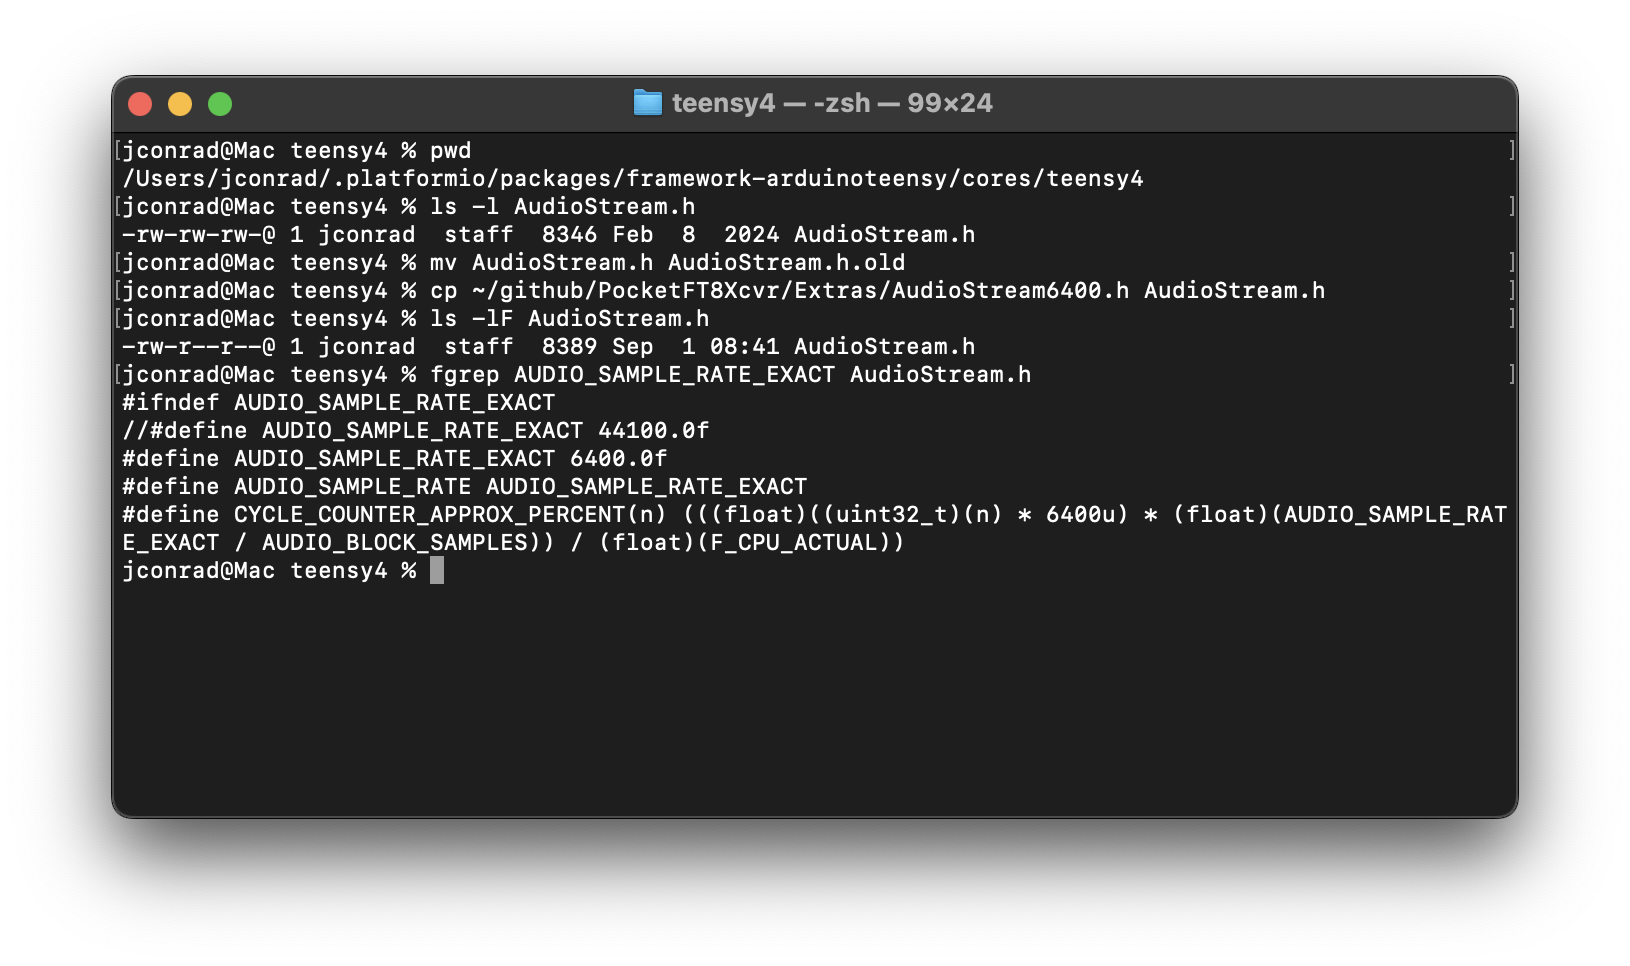 teensy4 — -zsh — 99×24
[jconrad@Mac teensy4 % pwd ]
/Users/jconrad/.platformio/packages/framework-arduinoteensy/cores/teensy4
[jconrad@Mac teensy4 % ls -l AudioStream.h ]
-rw-rw-rw-@ 1 jconrad  staff  8346 Feb  8  2024 AudioStream.h
[jconrad@Mac teensy4 % mv AudioStream.h AudioStream.h.old ]
[jconrad@Mac teensy4 % cp ~/github/PocketFT8Xcvr/Extras/AudioStream6400.h AudioStream.h ]
[jconrad@Mac teensy4 % ls -lF AudioStream.h ]
-rw-r--r--@ 1 jconrad  staff  8389 Sep  1 08:41 AudioStream.h
[jconrad@Mac teensy4 % fgrep AUDIO_SAMPLE_RATE_EXACT AudioStream.h ]
#ifndef AUDIO_SAMPLE_RATE_EXACT
//#define AUDIO_SAMPLE_RATE_EXACT 44100.0f
#define AUDIO_SAMPLE_RATE_EXACT 6400.0f
#define AUDIO_SAMPLE_RATE AUDIO_SAMPLE_RATE_EXACT
#define CYCLE_COUNTER_APPROX_PERCENT(n) (((float)((uint32_t)(n) * 6400u) * (float)(AUDIO_SAMPLE_RAT
E_EXACT / AUDIO_BLOCK_SAMPLES)) / (float)(F_CPU_ACTUAL))
jconrad@Mac teensy4 %